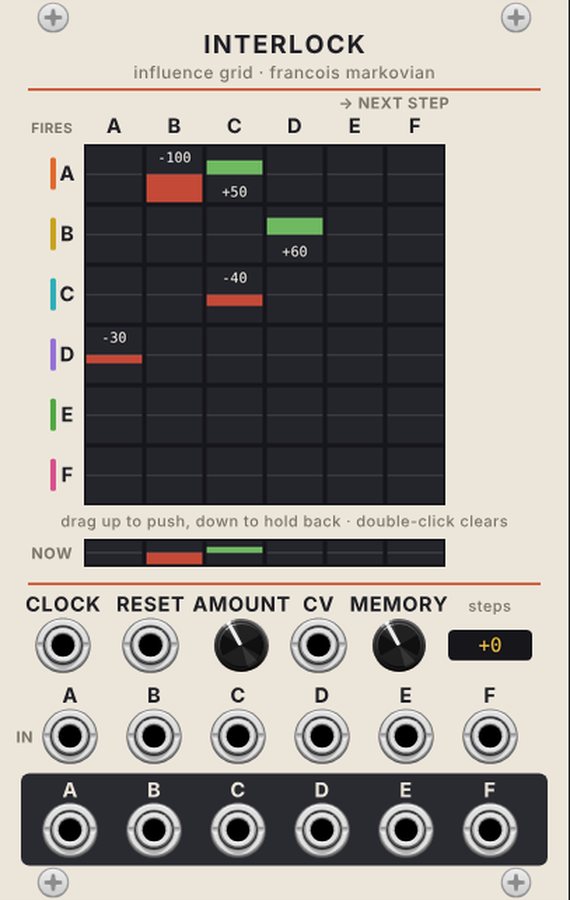 INTERLOCK
influence grid · francois markovian
→ NEXT STEP
FIRES A B C D E F
A -100 +50
B +60
C -40
D -30
E
F
drag up to push, down to hold back · double-click clears
NOW
CLOCK RESET AMOUNT CV MEMORY steps
+0
A B C D E F
IN
A B C D E F